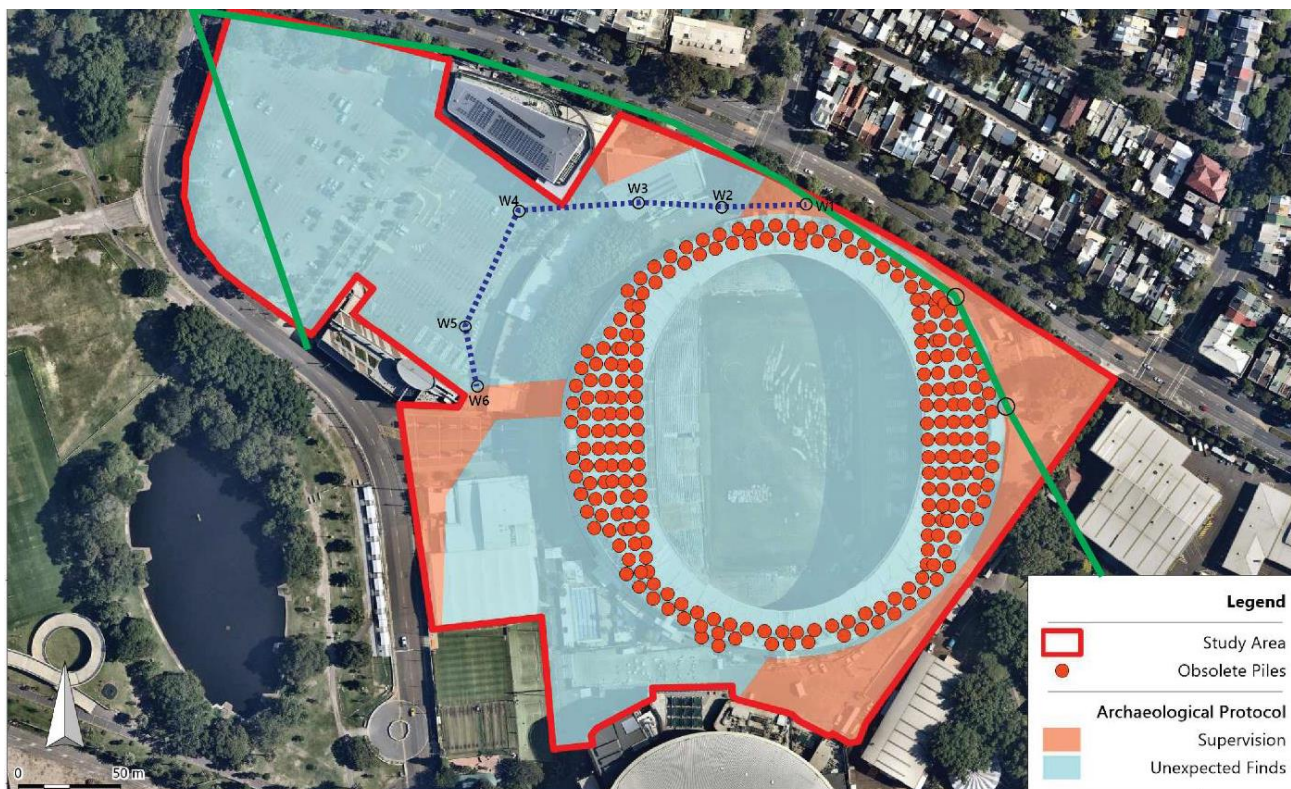 W1
W2
W3
W4
W5
W6
0
50 m
Legend
Study Area
Obsolete Piles
Archaeological Protocol
Supervision
Unexpected Finds